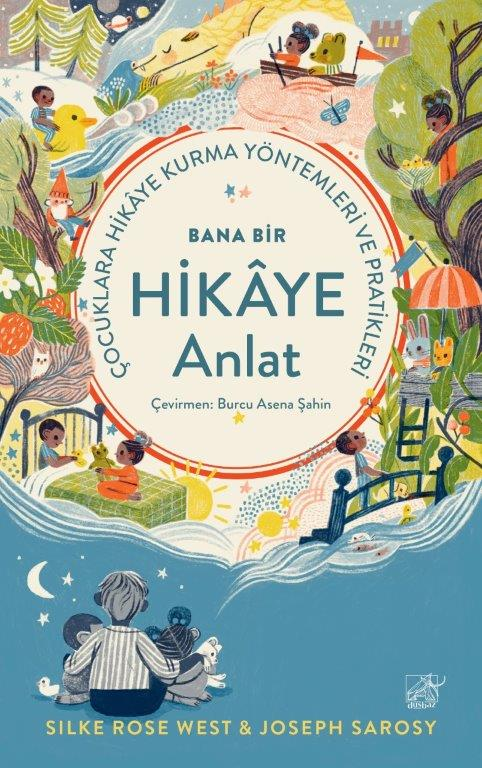 ÇOCUKLARA HİKÂYE KURMA YÖNTEMLERİ VE PRATİKLERİ
BANA BİR
HİKÂYE
Anlat
Çevirmen: Burcu Asena Şahin
düşbaz
SILKE ROSE WEST & JOSEPH SAROSY